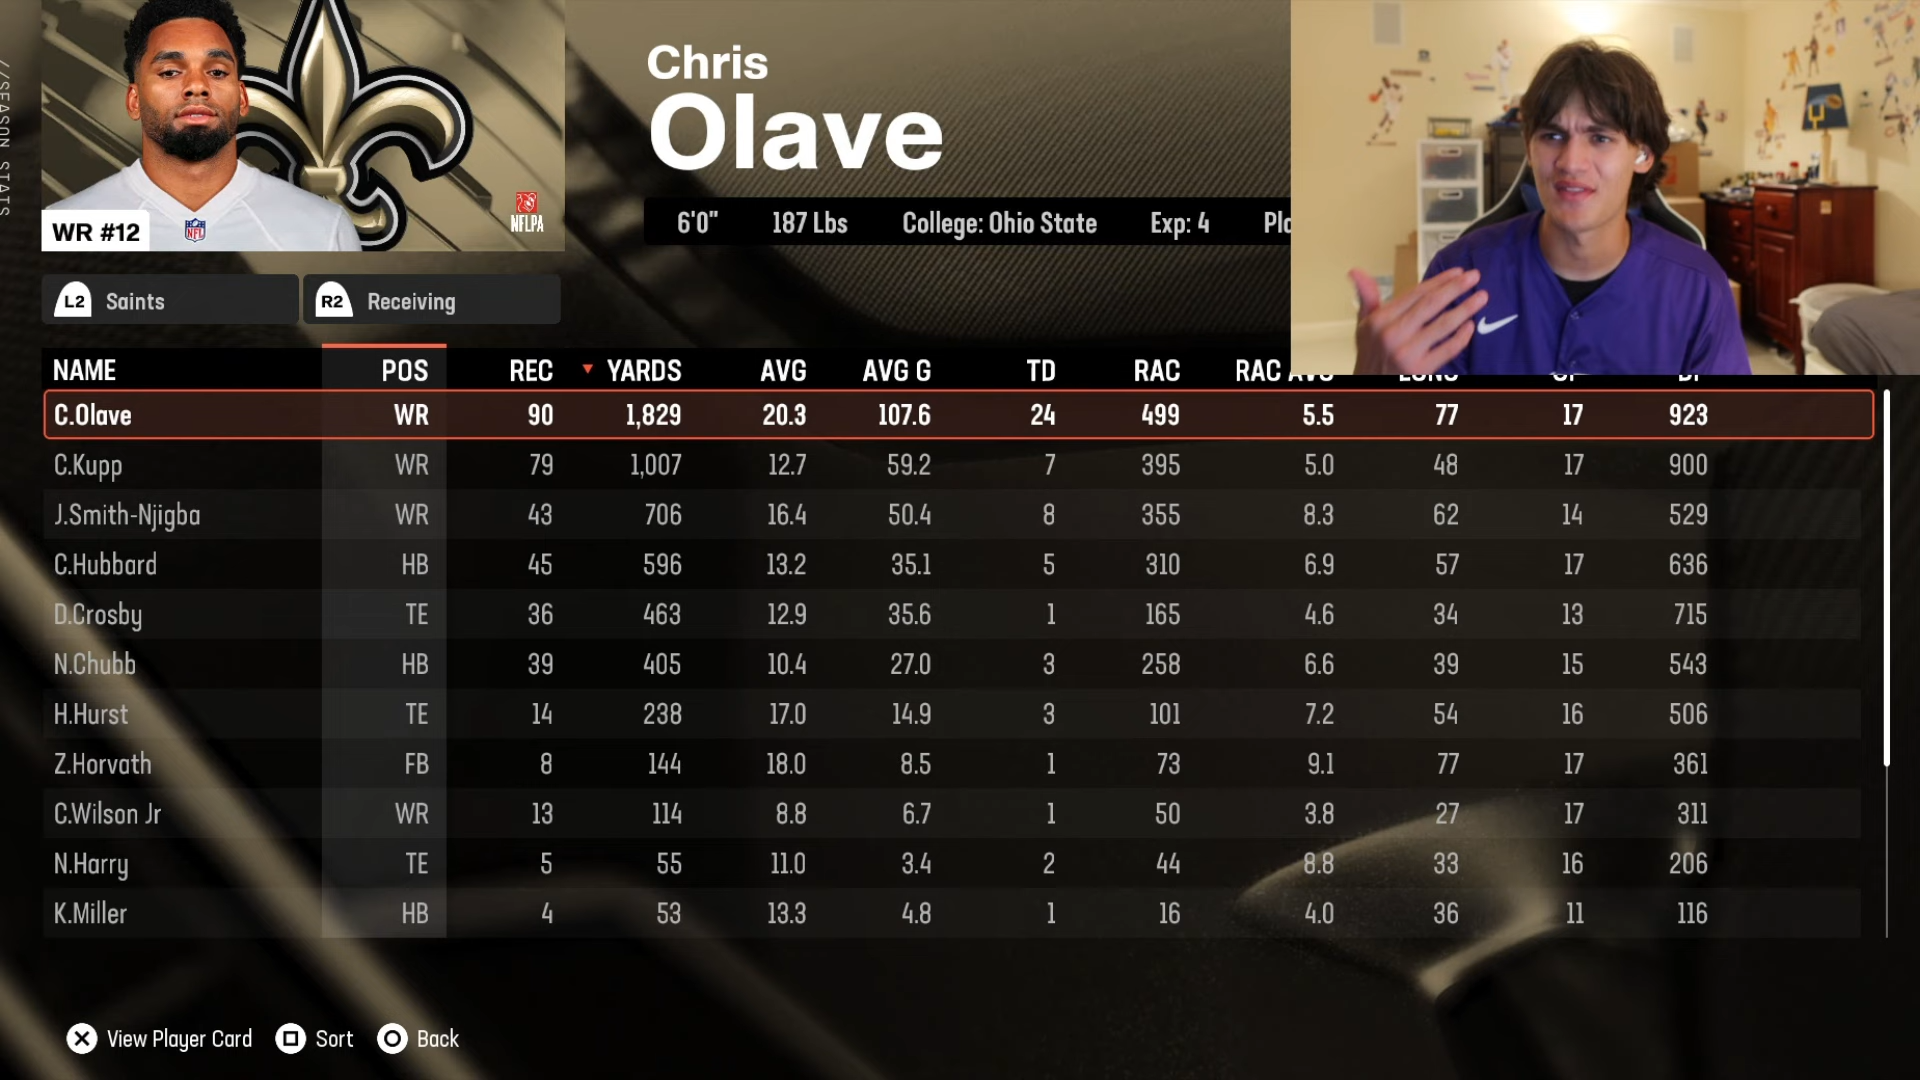 //SEASON STATS
Chris
Olave
WR #12
NFL
NFLPA
6'0" 187 Lbs College: Ohio State Exp: 4
L2 Saints R2 Receiving
NAME POS REC YARDS AVG AVG G TD RAC RAC AVG LONG GP
C.Olave WR 90 1,829 20.3 107.6 24 499 5.5 77 17 923
C.Kupp WR 79 1,007 12.7 59.2 7 395 5.0 48 17 900
J.Smith-Njigba WR 43 706 16.4 50.4 8 355 8.3 62 14 529
C.Hubbard HB 45 596 13.2 35.1 5 310 6.9 57 17 636
D.Crosby TE 36 463 12.9 35.6 1 165 4.6 34 13 715
N.Chubb HB 39 405 10.4 27.0 3 258 6.6 39 15 543
H.Hurst TE 14 238 17.0 14.9 3 101 7.2 54 16 506
Z.Horvath FB 8 144 18.0 8.5 1 73 9.1 77 17 361
C.Wilson Jr WR 13 114 8.8 6.7 1 50 3.8 27 17 311
N.Harry TE 5 55 11.0 3.4 2 44 8.8 33 16 206
K.Miller HB 4 53 13.3 4.8 1 16 4.0 36 11 116
View Player Card Sort Back